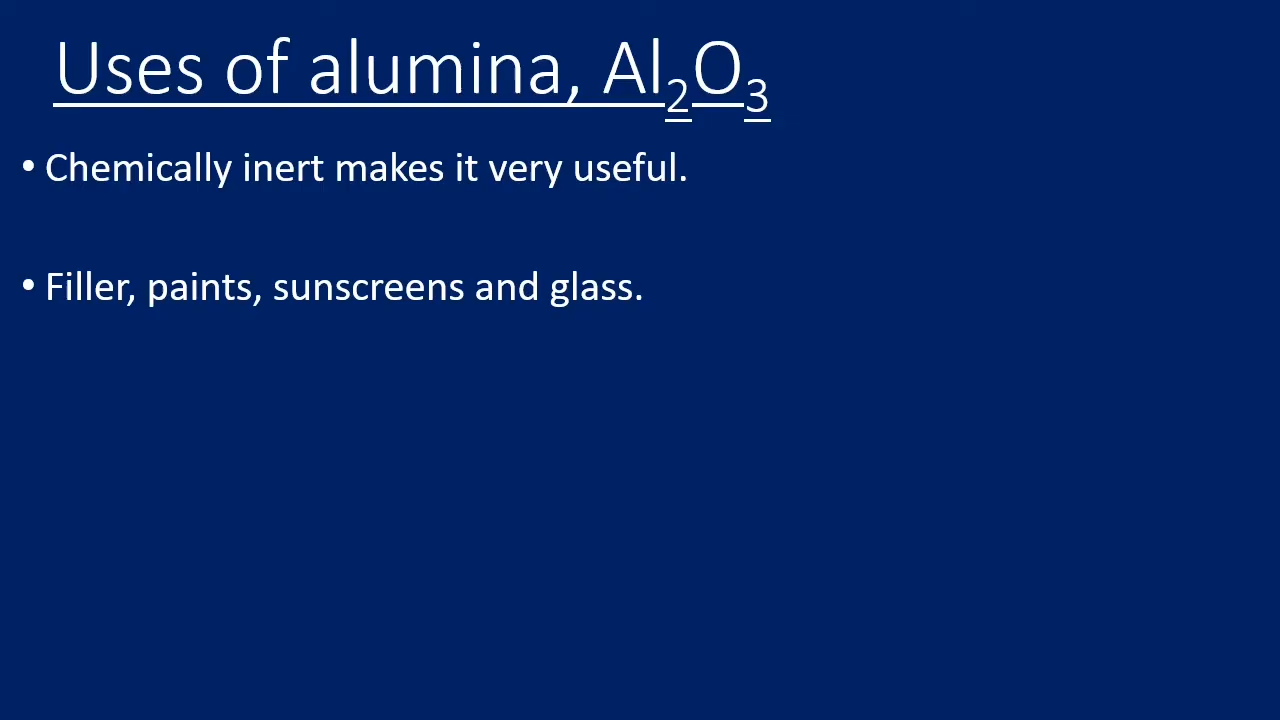 Uses of alumina, Al₂O₃
• Chemically inert makes it very useful.
• Filler, paints, sunscreens and glass.